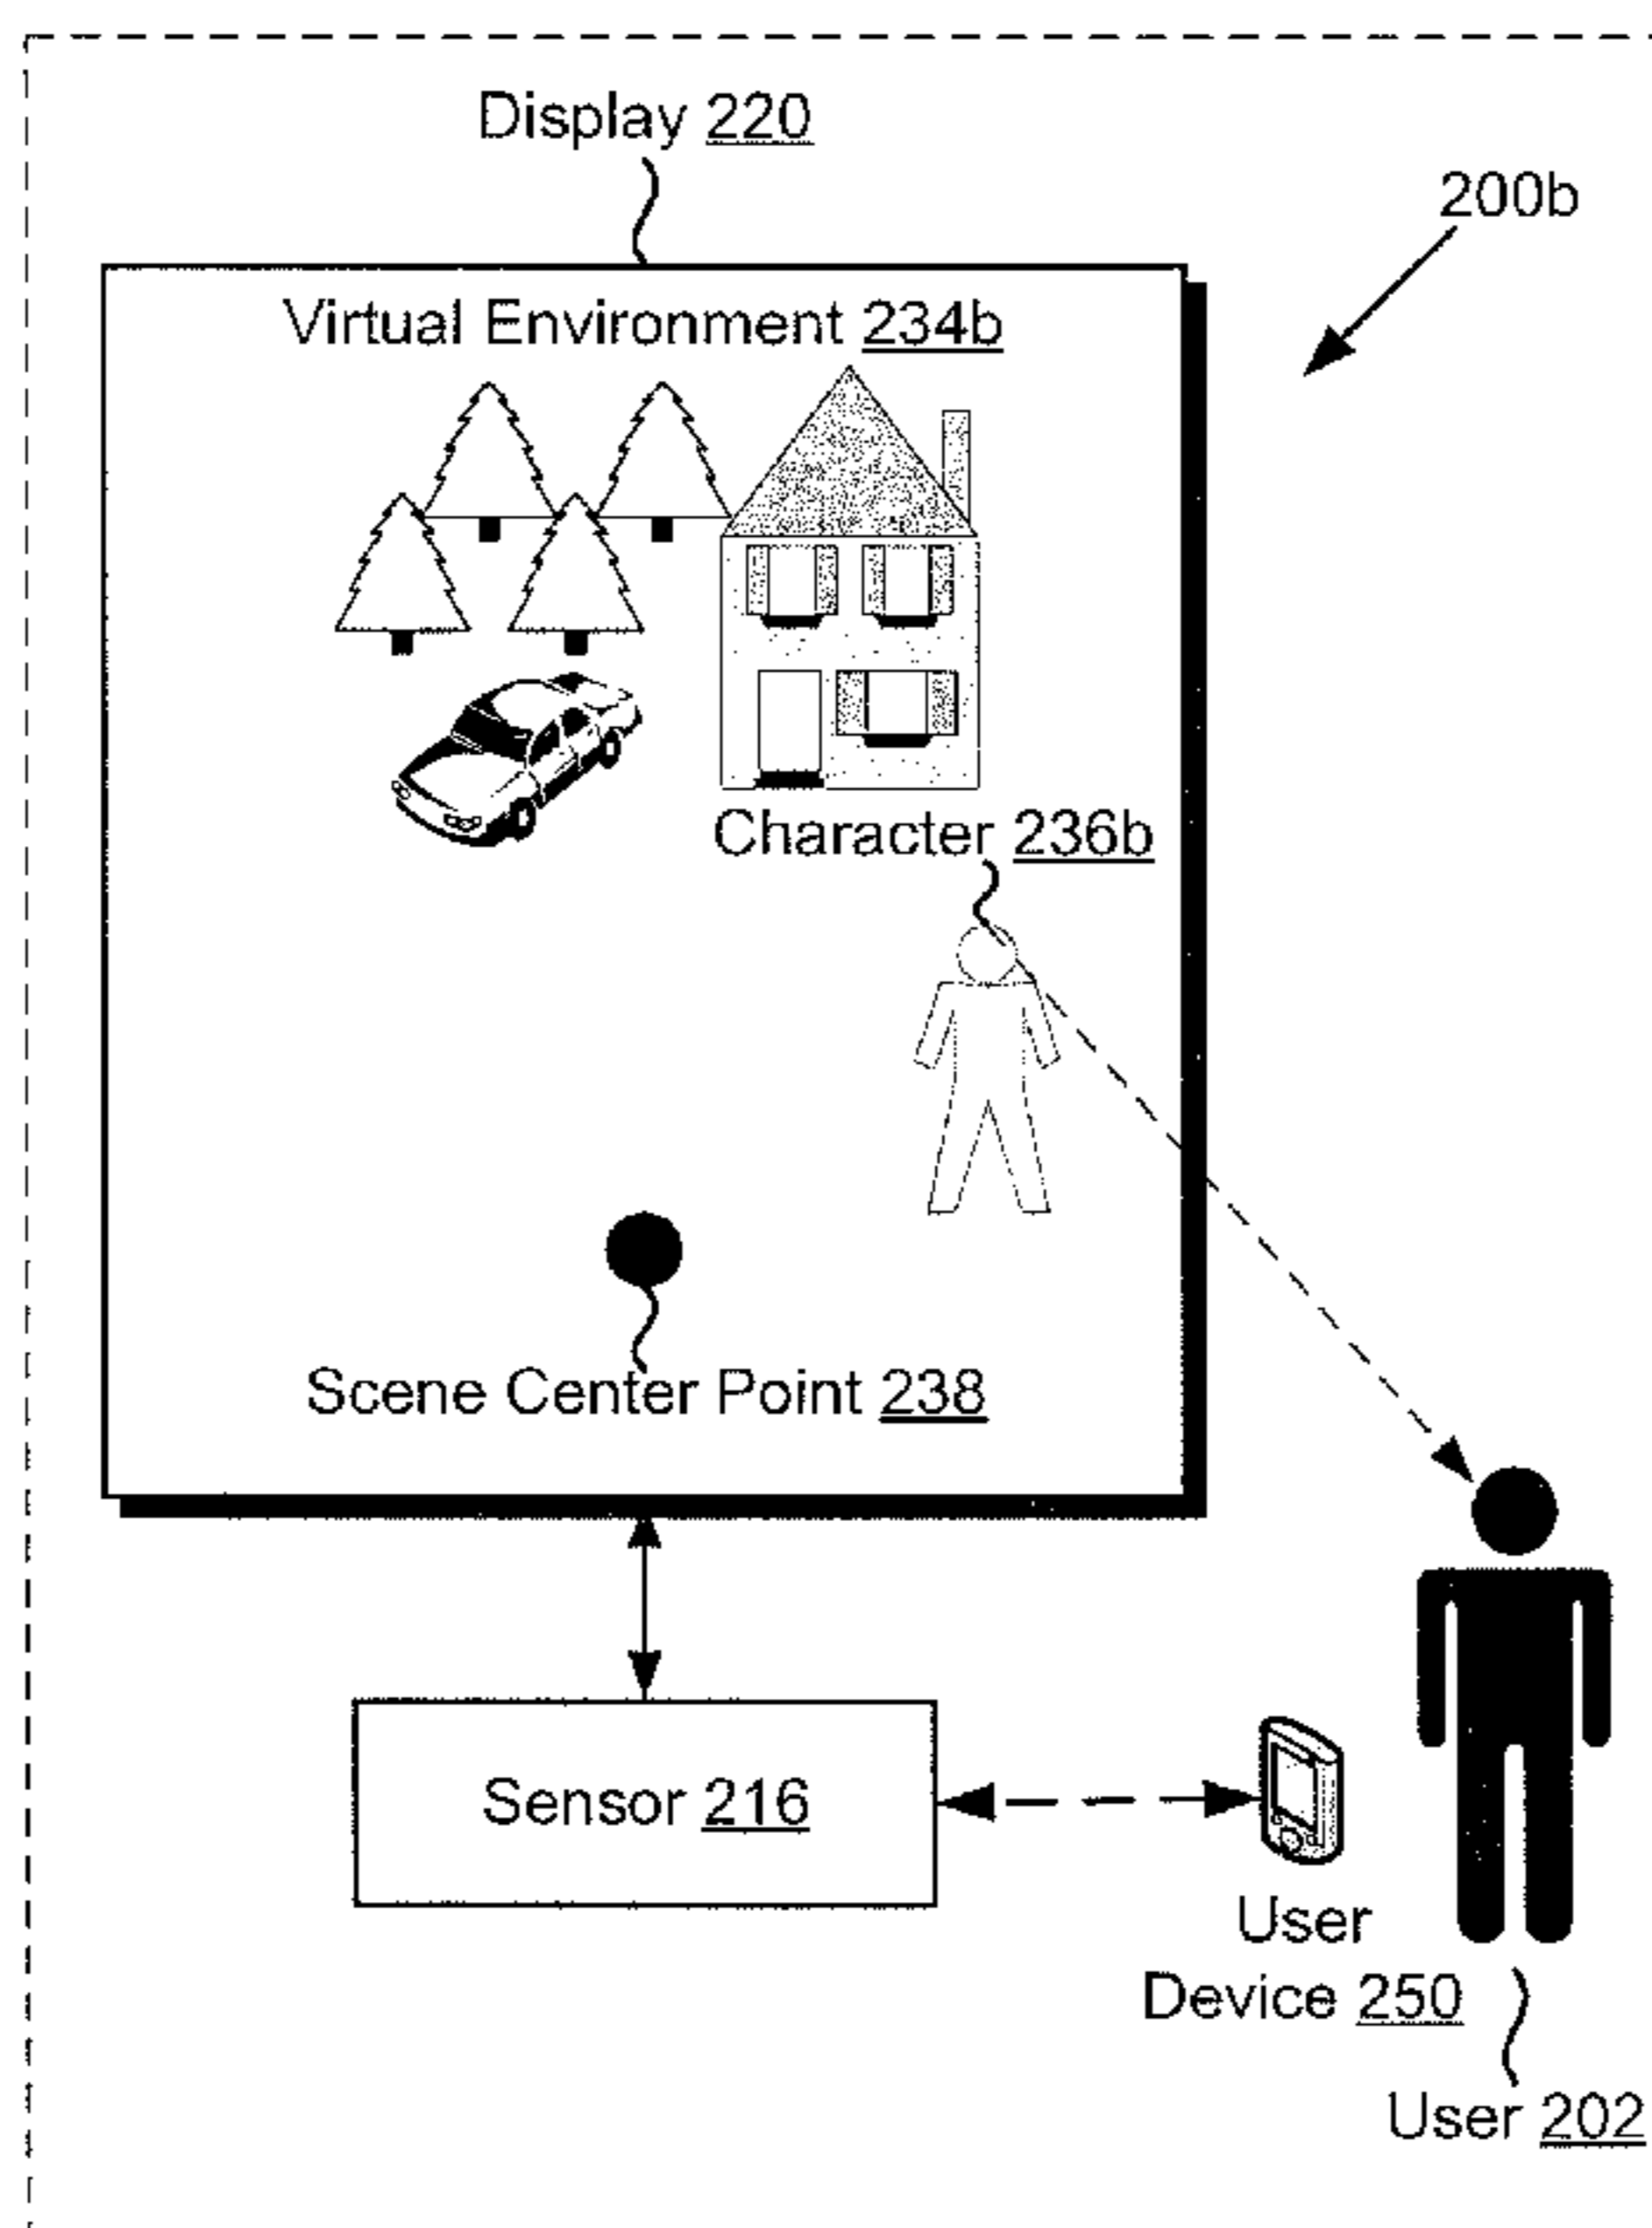 Display 220
200b
Virtual Environment 234b
Character 236b
Scene Center Point 238
Sensor 216
User
Device 250
User 202